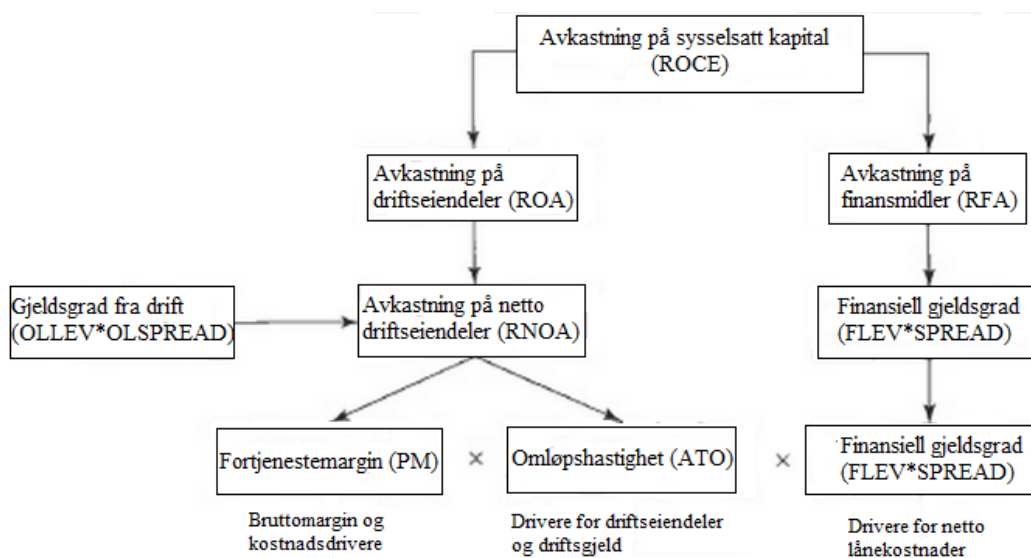 Avkastning på sysselsatt kapital
(ROCE)
Avkastning på
driftseiendeler (ROA)
Avkastning på
finansmidler (RFA)
Gjeldsgrad fra drift
(OLLEV*OLSPREAD)
Avkastning på netto
driftseiendeler (RNOA)
Finansiell gjeldsgrad
(FLEV*SPREAD)
Fortjenestemargin (PM)
×
Omløpshastighet (ATO)
×
Finansiell gjeldsgrad
(FLEV*SPREAD)
Bruttomargin og
kostnadsdrivere
Drivere for driftseiendeler
og driftsgjeld
Drivere for netto
lånekostnader